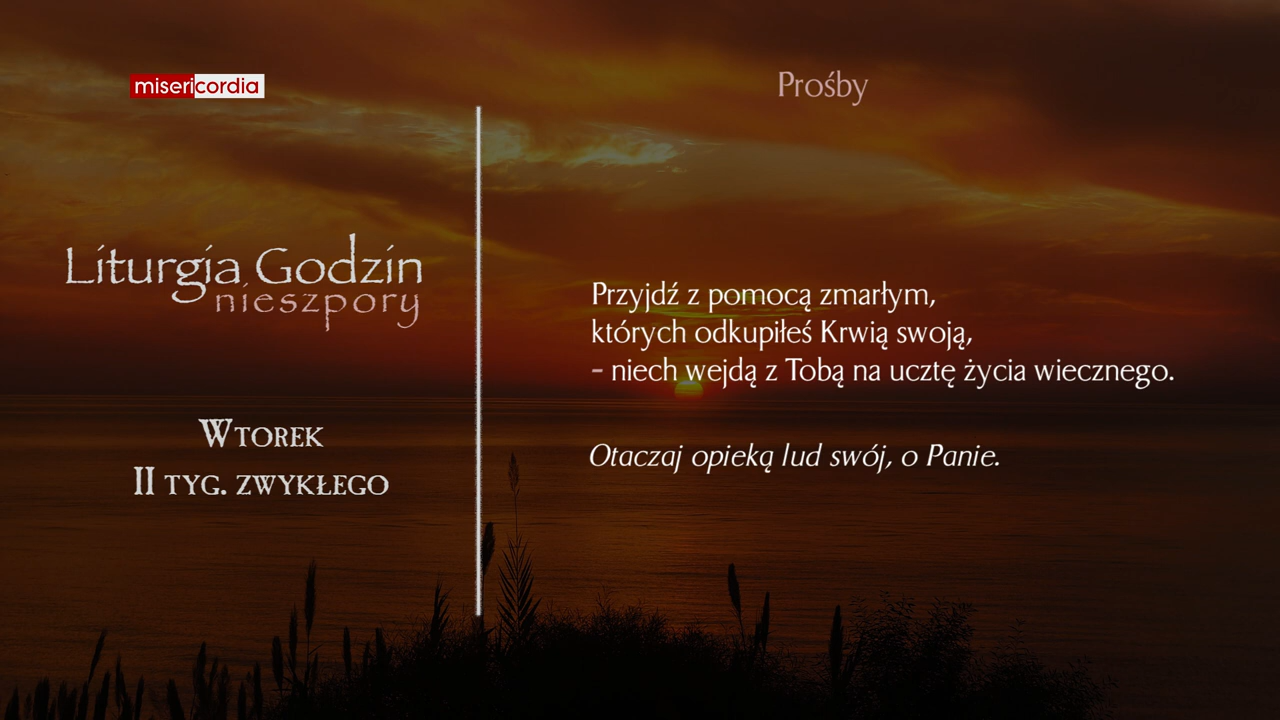 misericordia
Liturgia Godzin
nieszpory
Wtorek
II tyg. zwykłego
Prośby
Przyjdź z pomocą zmarłym,
których odkupiłeś Krwią swoją,
- niech wejdą z Tobą na ucztę życia wiecznego.
Otaczaj opieką lud swój, o Panie.